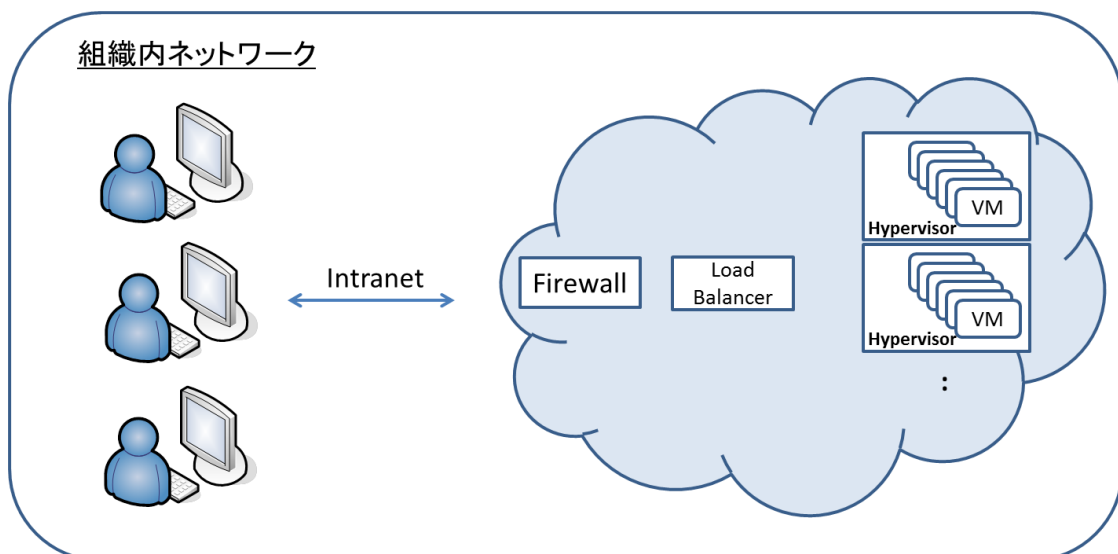 組織内ネットワーク
Intranet
Firewall
Load
Balancer
VM
Hypervisor
VM
Hypervisor
: